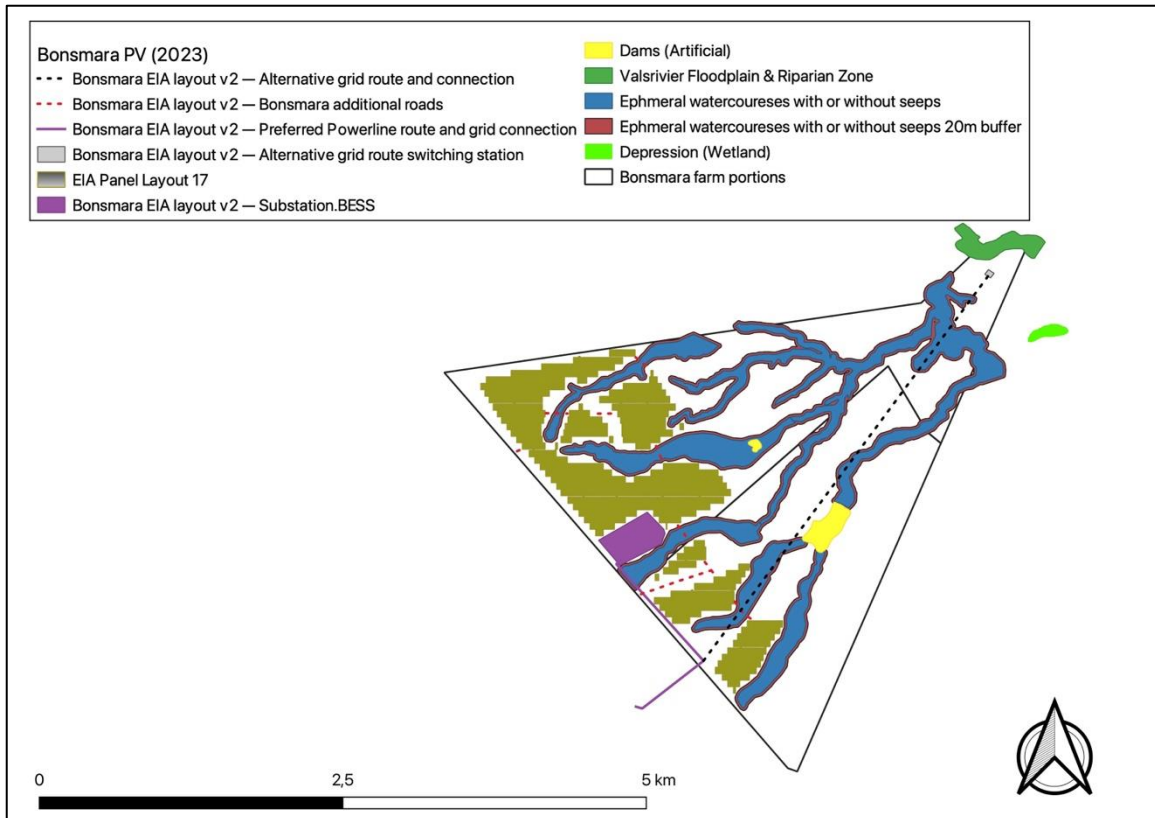 Bonsmara PV (2023)
Bonsmara EIA layout v2 — Alternative grid route and connection
Bonsmara EIA layout v2 — Bonsmara additional roads
Bonsmara EIA layout v2 — Preferred Powerline route and grid connection
Bonsmara EIA layout v2 — Alternative grid route switching station
EIA Panel Layout 17
Bonsmara EIA layout v2 — Substation.BESS
Dams (Artificial)
Valsrivier Floodplain & Riparian Zone
Ephmeral watercoureses with or without seeps
Ephmeral watercoureses with or without seeps 20m buffer
Depression (Wetland)
Bonsmara farm portions
0 2,5 5 km